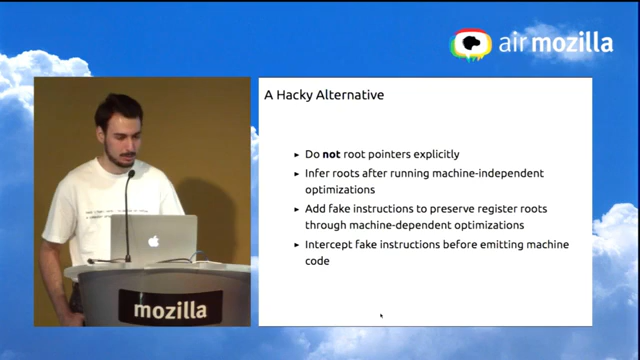 air mozilla
A Hacky Alternative
► Do not root pointers explicitly
► Infer roots after running machine-independent
optimizations
► Add fake instructions to preserve register roots
through machine-dependent optimizations
► Intercept fake instructions before emitting machine
code
mozilla